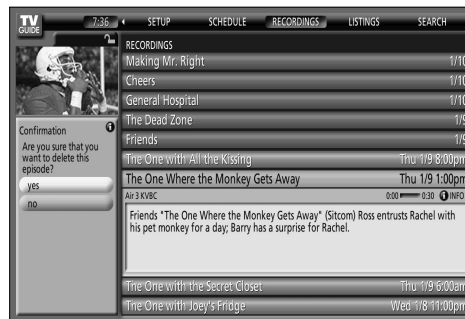 TV
GUIDE
7:36
SETUP SCHEDULE RECORDINGS LISTINGS SEARCH
RECORDINGS
Making Mr. Right 1/10
Cheers 1/10
General Hospital 1/10
The Dead Zone 1/9
Friends 1/9
The One with All the Kissing Thu 1/9 8:00pm
The One Where the Monkey Gets Away Thu 1/9 1:00pm
Air 3 KVBC 0:00 0:30 INFO
Friends "The One Where the Monkey Gets Away" (Sitcom) Ross entrusts Rachel with
his pet monkey for a day; Barry has a surprise for Rachel.
The One with the Secret Closet Thu 1/9 6:00am
The One with Joey's Fridge Wed 1/8 11:00pm
Confirmation
Are you sure that you
want to delete this
episode?
yes
no